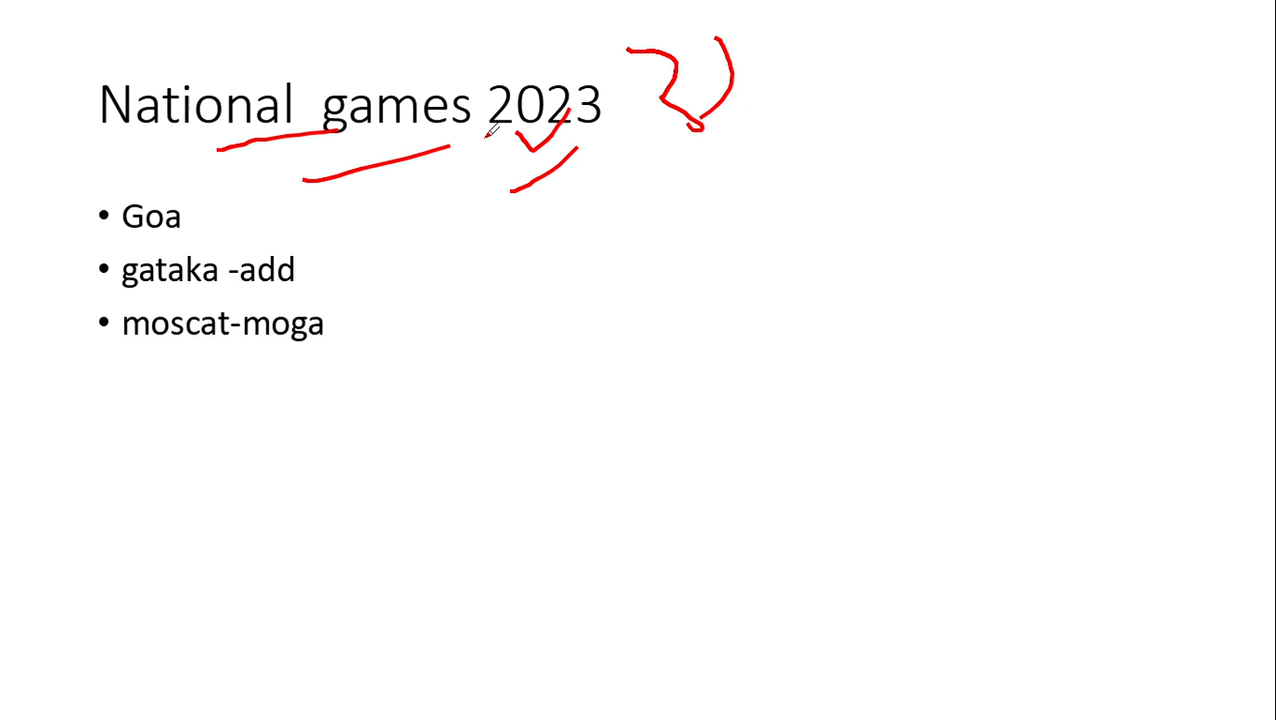 National games 2023
• Goa
• gataka -add
• moscat-moga